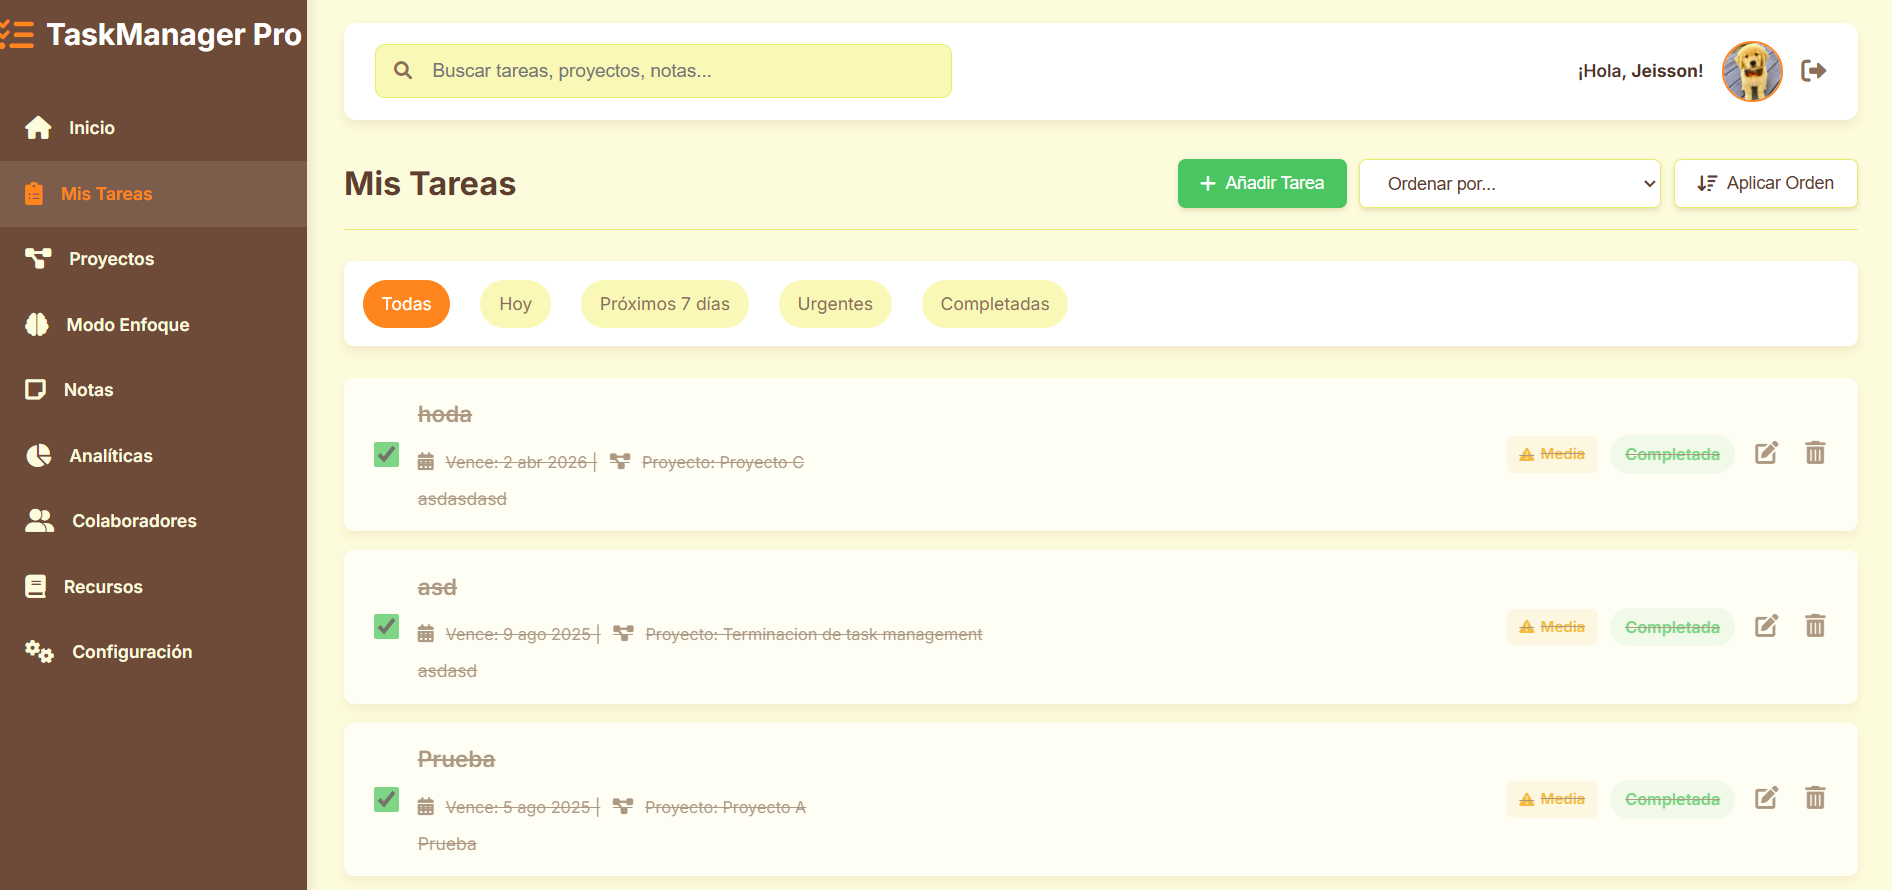 TaskManager Pro
Inicio
Mis Tareas
Proyectos
Modo Enfoque
Notas
Analíticas
Colaboradores
Recursos
Configuración
Buscar tareas, proyectos, notas...
¡Hola, Jeisson!
Mis Tareas
Añadir Tarea
Ordenar por...
Aplicar Orden
Todas
Hoy
Próximos 7 días
Urgentes
Completadas
hoda
Vence: 2 abr 2026 | Proyecto: Proyecto C
asdasdasd
Media
Completada
asd
Vence: 9 ago 2025 | Proyecto: Terminacion de task management
asdasd
Media
Completada
Prueba
Vence: 5 ago 2025 | Proyecto: Proyecto A
Prueba
Media
Completada